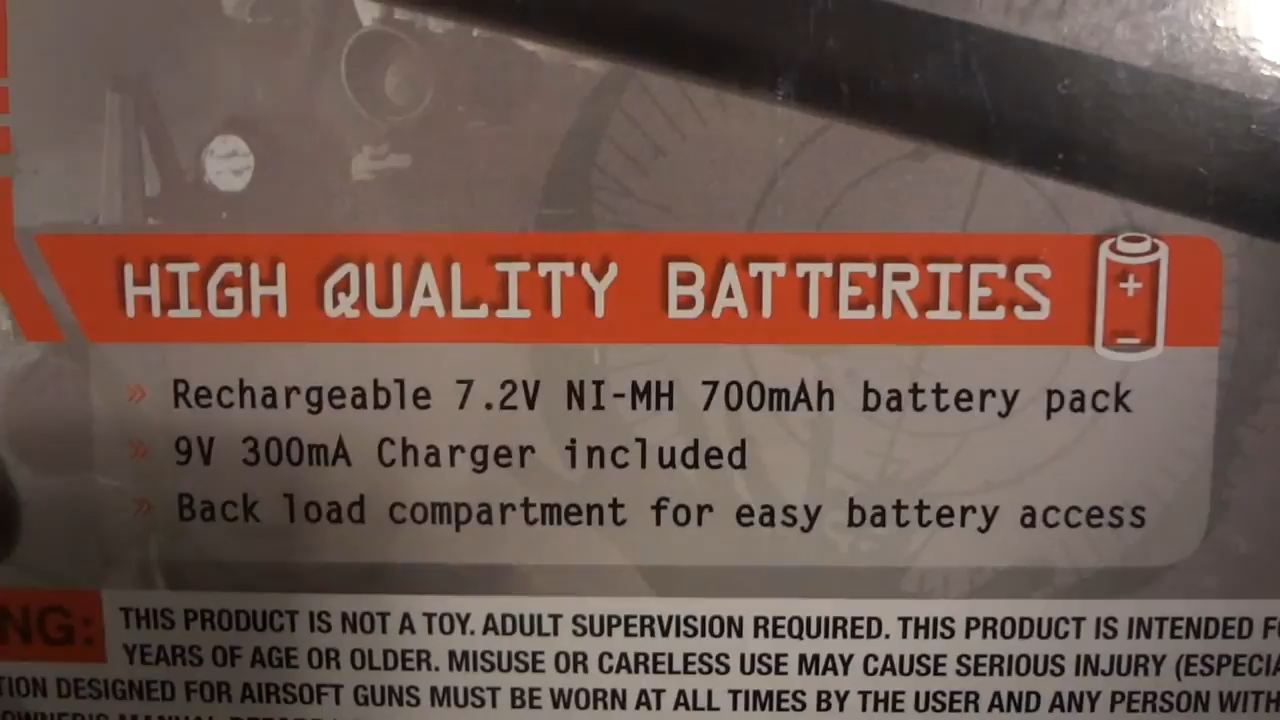 HIGH QUALITY BATTERIES
+
−
» Rechargeable 7.2V NI-MH 700mAh battery pack
» 9V 300mA Charger included
» Back load compartment for easy battery access
NG:
THIS PRODUCT IS NOT A TOY. ADULT SUPERVISION REQUIRED. THIS PRODUCT IS INTENDED
YEARS OF AGE OR OLDER. MISUSE OR CARELESS USE MAY CAUSE SERIOUS INJURY (ESPECIA
TION DESIGNED FOR AIRSOFT GUNS MUST BE WORN AT ALL TIMES BY THE USER AND ANY PERSON WITH